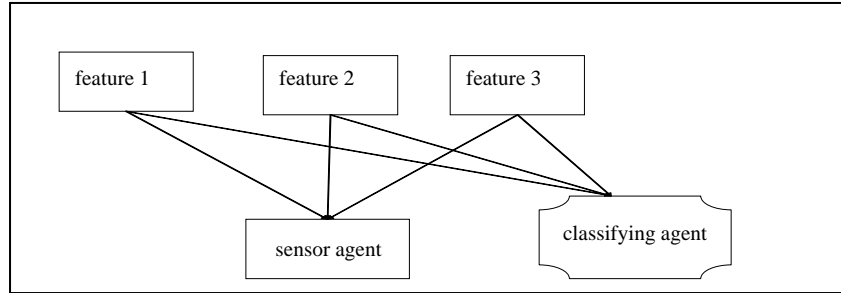 feature 1
feature 2
feature 3
sensor agent
classifying agent